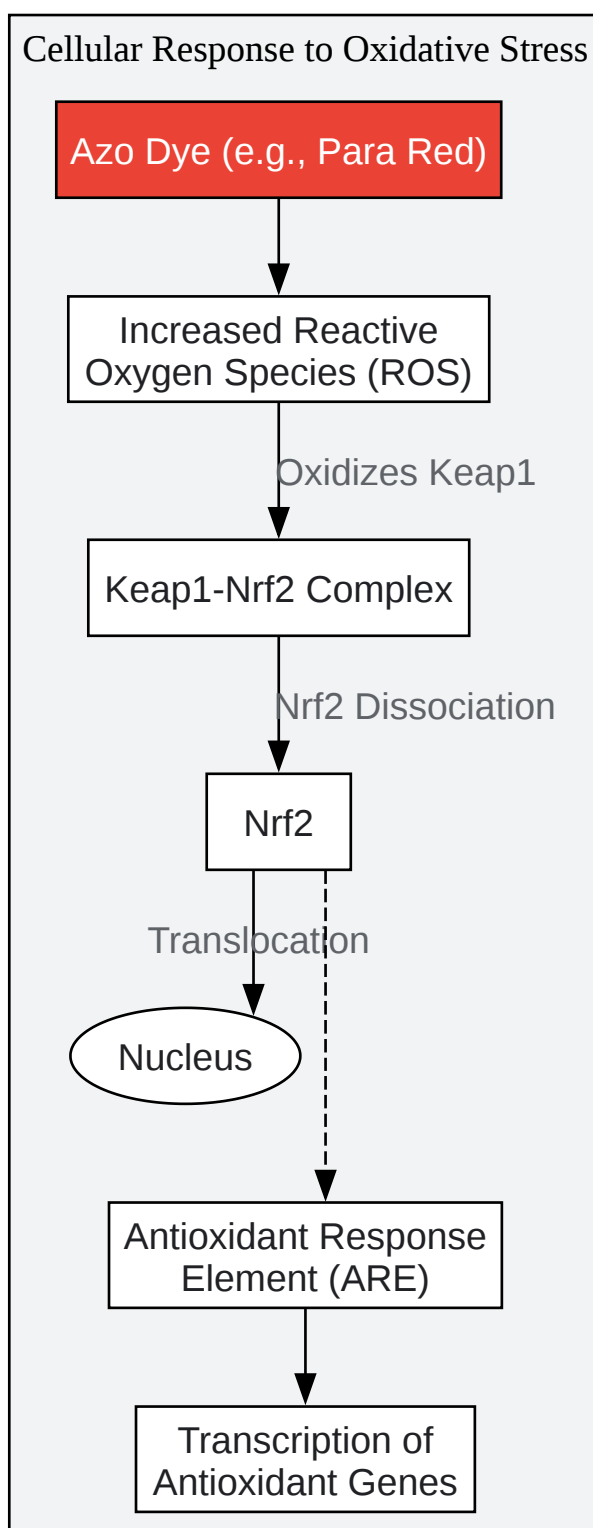 Cellular Response to Oxidative Stress
Azo Dye (e.g., Para Red)
Increased Reactive
Oxygen Species (ROS)
Oxidizes Keap1
Keap1-Nrf2 Complex
Nrf2 Dissociation
Nrf2
Translocation
Nucleus
Antioxidant Response
Element (ARE)
Transcription of
Antioxidant Genes